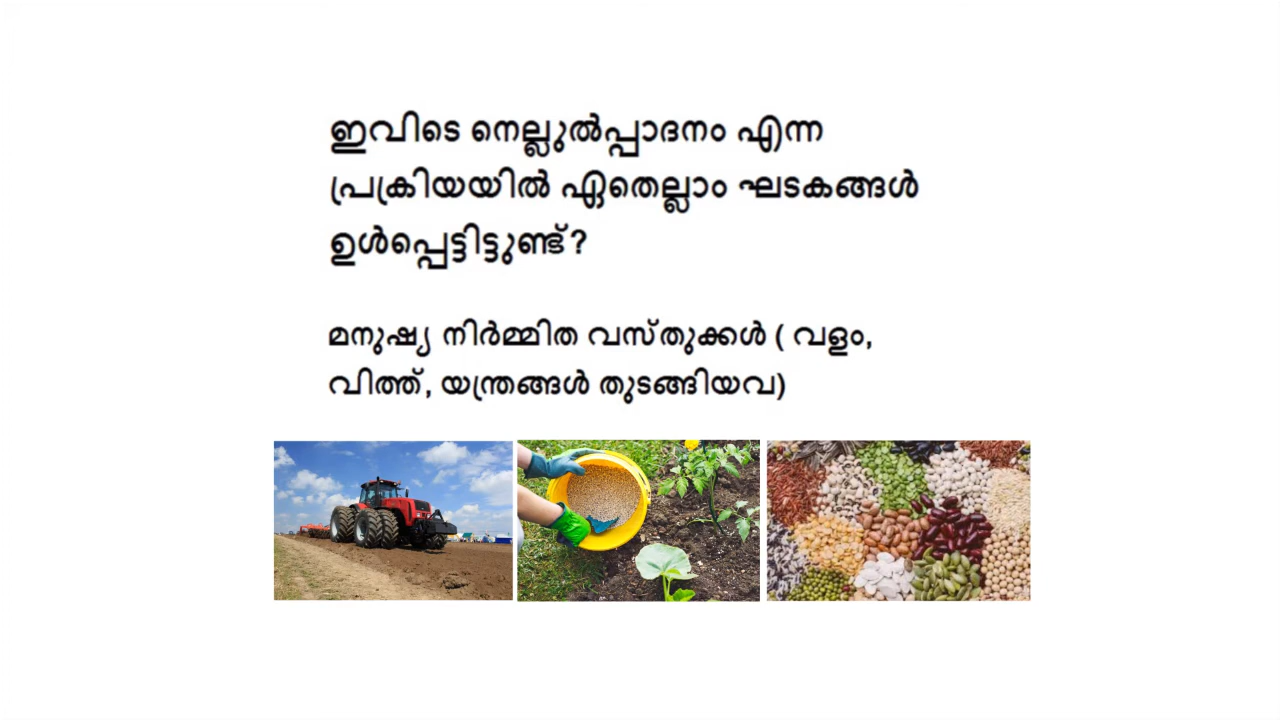 ഇവിടെ നെല്ലുൽപ്പാദനം എന്ന
പ്രക്രിയയിൽ ഏതെല്ലാം ഘടകങ്ങൾ
ഉൾപ്പെട്ടിട്ടുണ്ട്?
മനുഷ്യ നിർമ്മിത വസ്തുക്കൾ ( വളം,
വിത്ത്, യന്ത്രങ്ങൾ തുടങ്ങിയവ)